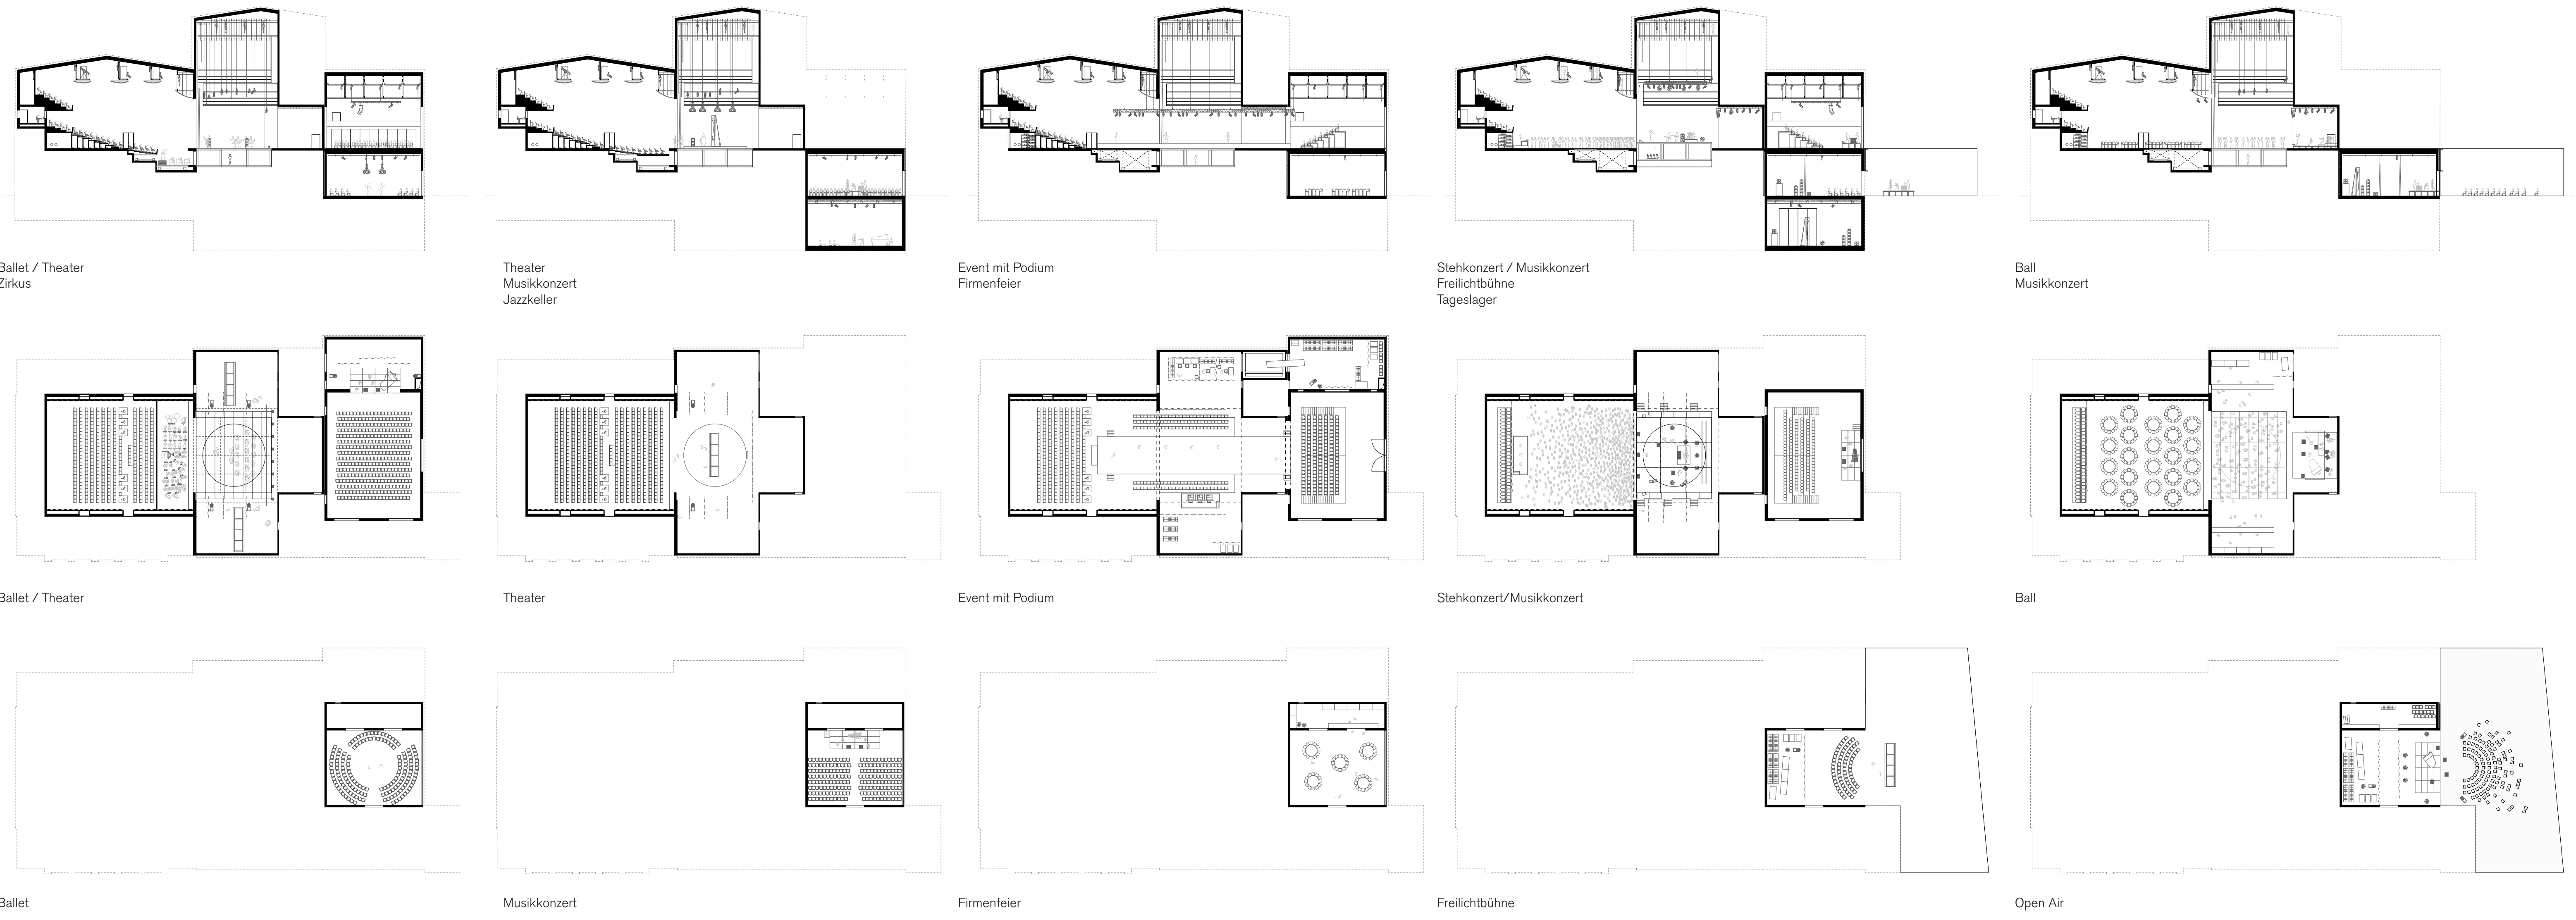 Ballet / Theater
Zirkus
Theater
Musikkonzert
Jazzkeller
Event mit Podium
Firmenfeier
Stehkonzert / Musikkonzert
Freilichtbühne
Tageslager
Ball
Musikkonzert
Ballet / Theater
Theater
Event mit Podium
Stehkonzert/Musikkonzert
Ball
Ballet
Musikkonzert
Firmenfeier
Freilichtbühne
Open Air